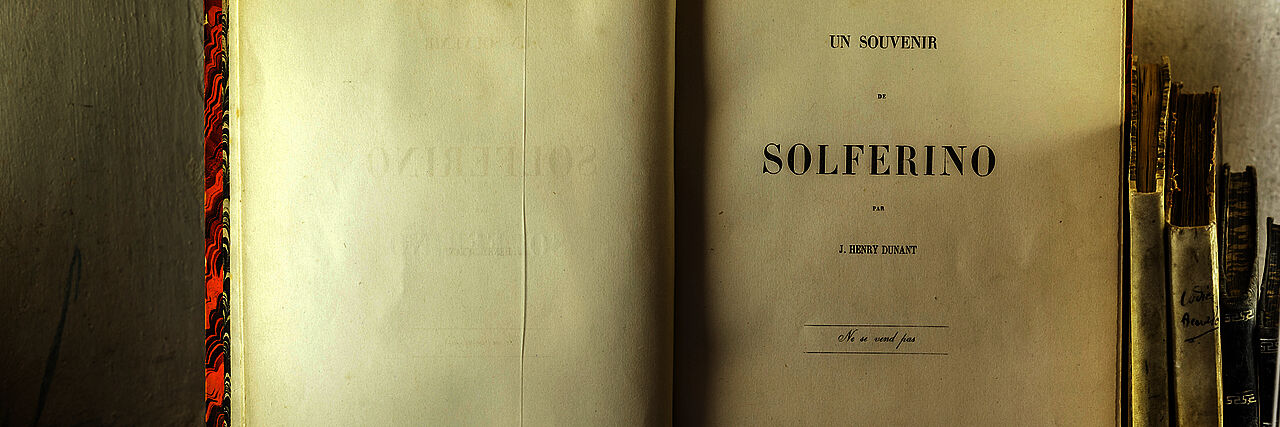 UN SOUVENIR
DE
SOLFERINO
PAR
J. HENRY DUNANT
Ne se vend pas